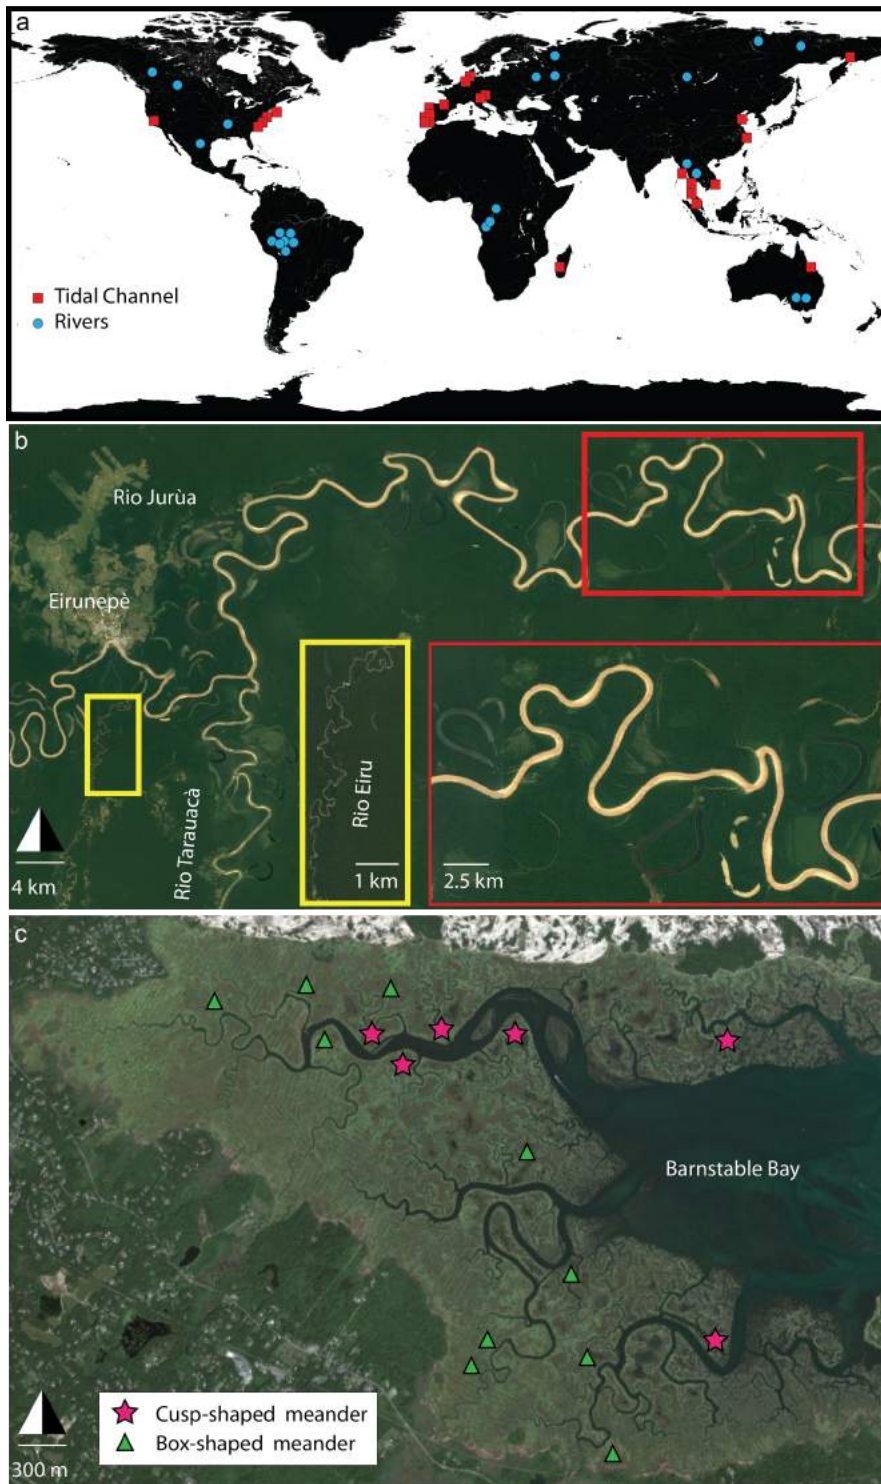 a
Tidal Channel
Rivers
b
Rio Jurùa
Eirunepè
Rio Tarauacà
Rio Eiru
4 km
1 km
2.5 km
c
Barnstable Bay
Cusp-shaped meander
Box-shaped meander
300 m